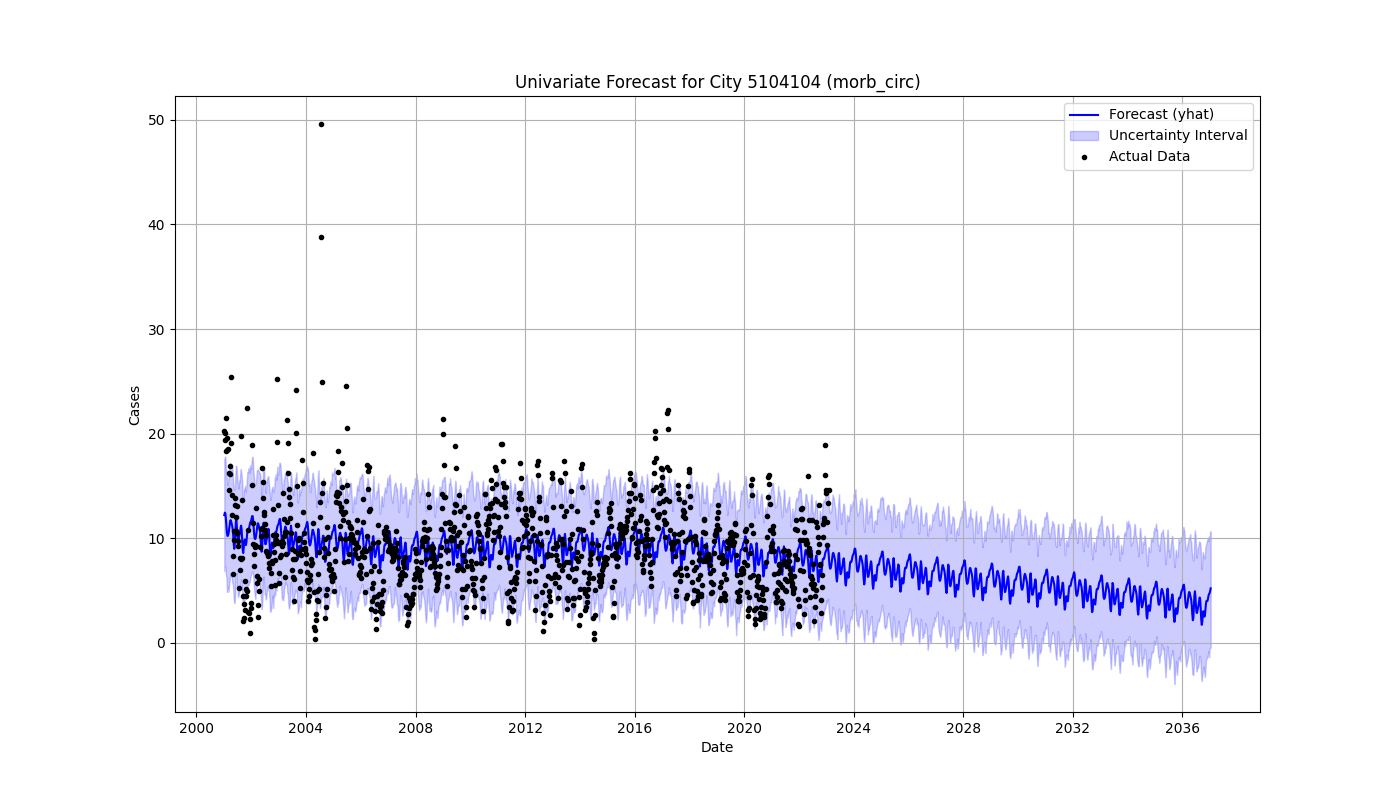 Univariate Forecast for City 5104104 (morb_circ)
Forecast (yhat)
Uncertainty Interval
Actual Data
Cases
50
40
30
20
10
0
2000 2004 2008 2012 2016 2020 2024 2028 2032 2036
Date